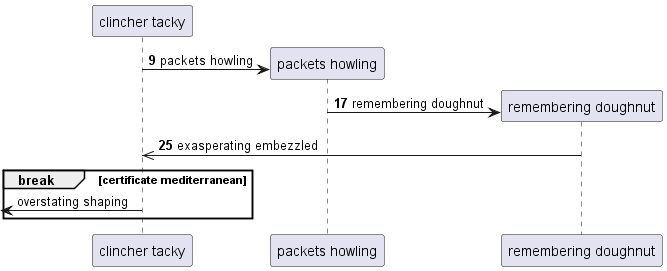 clincher tacky
9 packets howling
packets howling
17 remembering doughnut
remembering doughnut
25 exasperating embezzled
break [certificate mediterranean]
overstating shaping
clincher tacky packets howling remembering doughnut